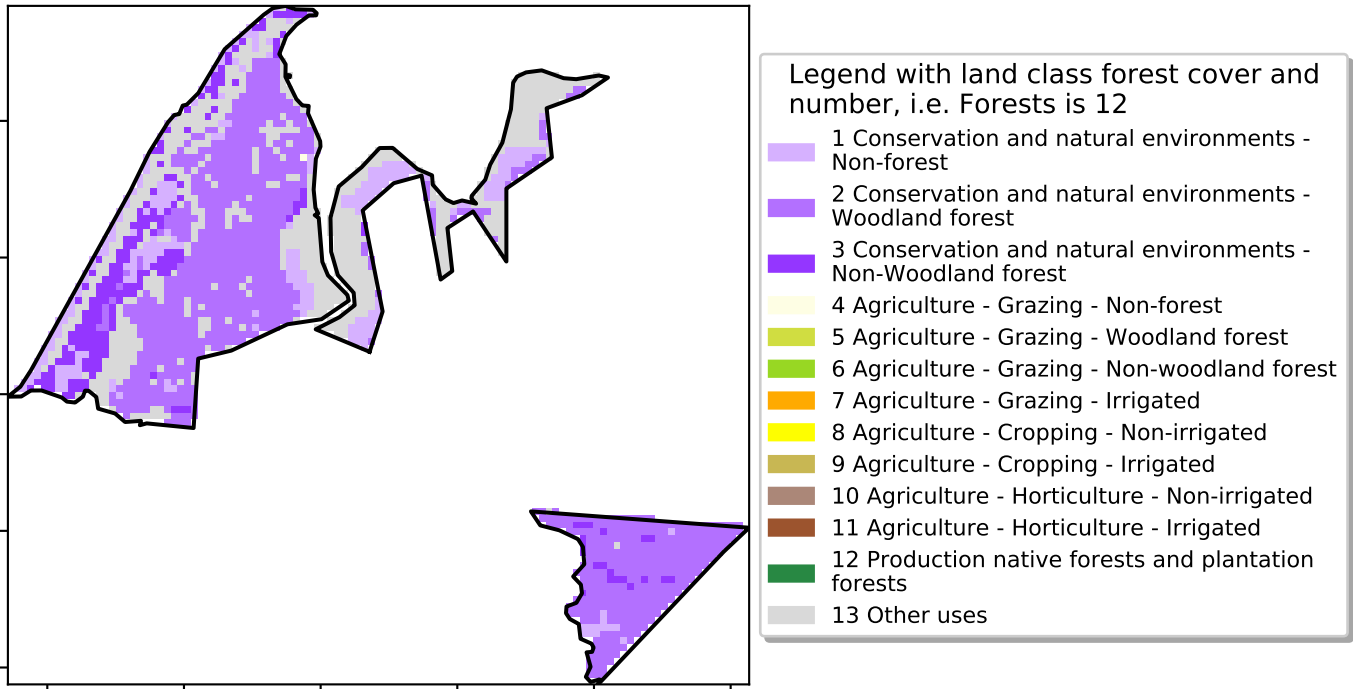 Legend with land class forest cover and
number, i.e. Forests is 12
1 Conservation and natural environments -
Non-forest
2 Conservation and natural environments -
Woodland forest
3 Conservation and natural environments -
Non-Woodland forest
4 Agriculture - Grazing - Non-forest
5 Agriculture - Grazing - Woodland forest
6 Agriculture - Grazing - Non-woodland forest
7 Agriculture - Grazing - Irrigated
8 Agriculture - Cropping - Non-irrigated
9 Agriculture - Cropping - Irrigated
10 Agriculture - Horticulture - Non-irrigated
11 Agriculture - Horticulture - Irrigated
12 Production native forests and plantation
forests
13 Other uses